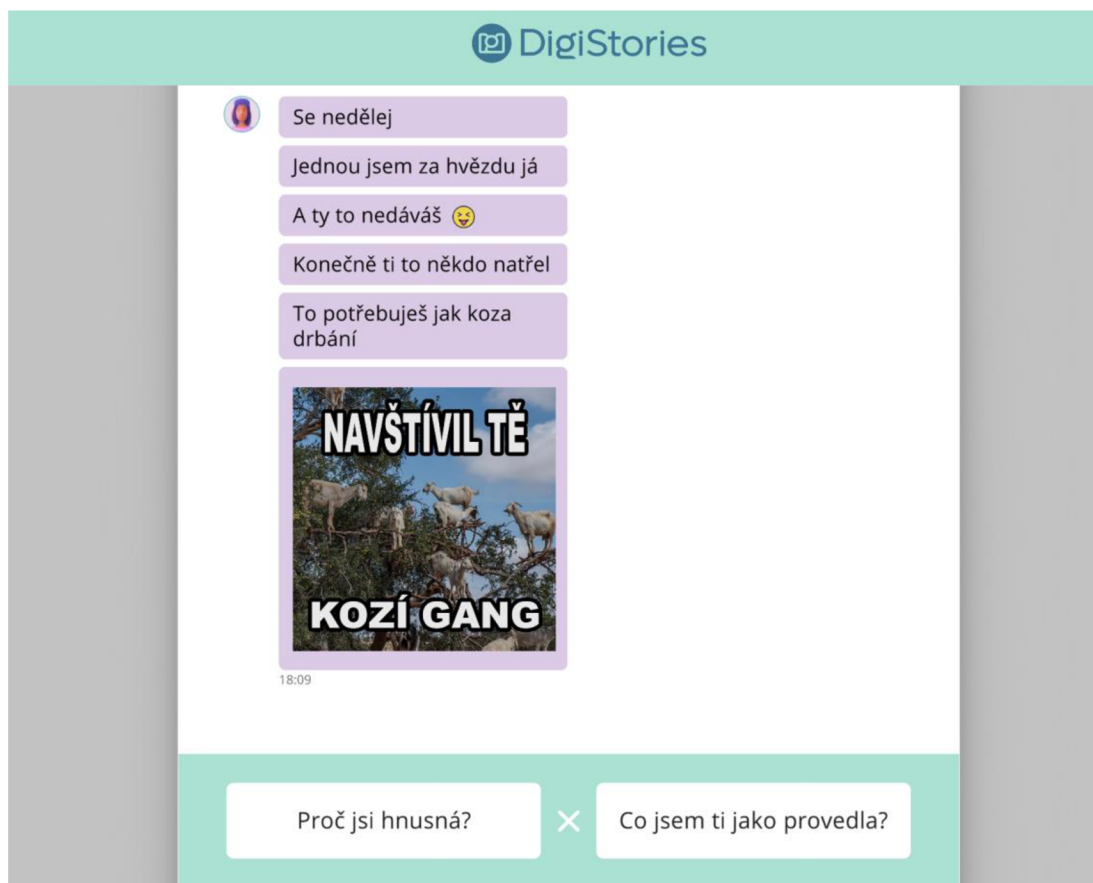 DigiStories
Se nedělej
Jednou jsem za hvězdu já
A ty to nedáváš 😝
Konečně ti to někdo natřel
To potřebuješ jak koza
drbání
NAVŠTÍVIL TĚ
KOZÍ GANG
18:09
Proč jsi hnusná?
Co jsem ti jako provedla?